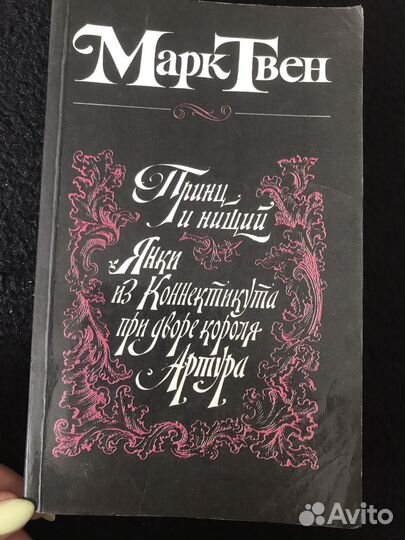 Марк Твен
Принц
и нищий
Янки
из Коннектикута
при дворе короля
Артура
Avito